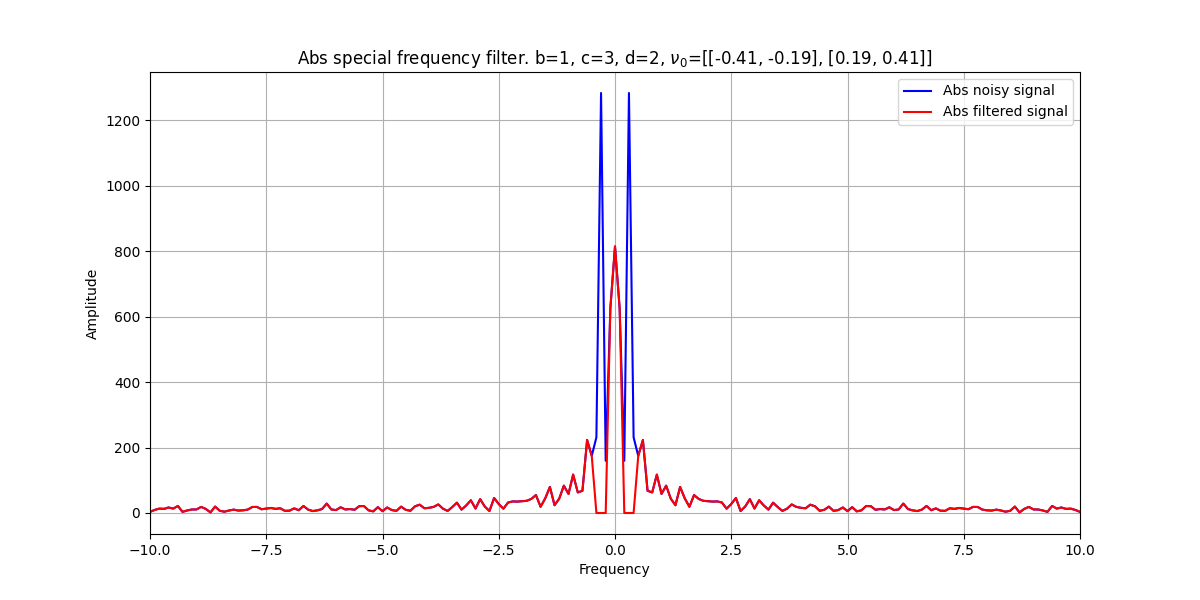 Abs special frequency filter. b=1, c=3, d=2, ν₀=[[-0.41, -0.19], [0.19, 0.41]]
Abs noisy signal
Abs filtered signal
1200
1000
800
600
400
200
0
Amplitude
−10.0 −7.5 −5.0 −2.5 0.0 2.5 5.0 7.5 10.0
Frequency